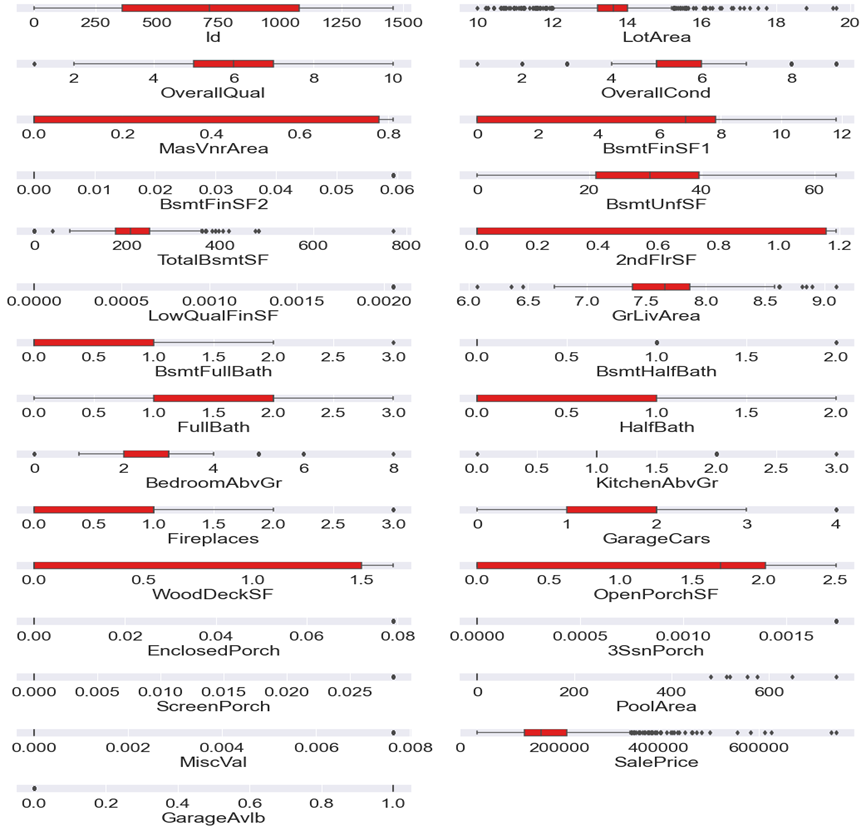 0 250 500 750 1000 1250 1500
Id
10 12 14 16 18 20
LotArea
2 4 6 8 10
OverallQual
2 4 6 8
OverallCond
0.0 0.2 0.4 0.6 0.8
MasVnrArea
0 2 4 6 8 10 12
BsmtFinSF1
0.00 0.01 0.02 0.03 0.04 0.05 0.06
BsmtFinSF2
0 20 40 60
BsmtUnfSF
0 200 400 600 800
TotalBsmtSF
0.0 0.2 0.4 0.6 0.8 1.0 1.2
2ndFlrSF
0.0000 0.0005 0.0010 0.0015 0.0020
LowQualFinSF
6.0 6.5 7.0 7.5 8.0 8.5 9.0
GrLivArea
0.0 0.5 1.0 1.5 2.0 2.5 3.0
BsmtFullBath
0.0 0.5 1.0 1.5 2.0
BsmtHalfBath
0.0 0.5 1.0 1.5 2.0 2.5 3.0
FullBath
0.0 0.5 1.0 1.5 2.0
HalfBath
0 2 4 6 8
BedroomAbvGr
0.0 0.5 1.0 1.5 2.0 2.5 3.0
KitchenAbvGr
0.0 0.5 1.0 1.5 2.0 2.5 3.0
Fireplaces
0 1 2 3 4
GarageCars
0.0 0.5 1.0 1.5
WoodDeckSF
0.0 0.5 1.0 1.5 2.0 2.5
OpenPorchSF
0.00 0.02 0.04 0.06 0.08
EnclosedPorch
0.0000 0.0005 0.0010 0.0015
3SsnPorch
0.000 0.005 0.010 0.015 0.020 0.025
ScreenPorch
0 200 400 600
PoolArea
0.000 0.002 0.004 0.006 0.008
MiscVal
0 200000 400000 600000
SalePrice
0.0 0.2 0.4 0.6 0.8 1.0
GarageAvlb